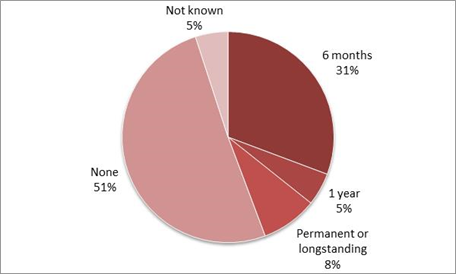 Not known
5%
6 months
31%
1 year
5%
Permanent or
longstanding
8%
None
51%